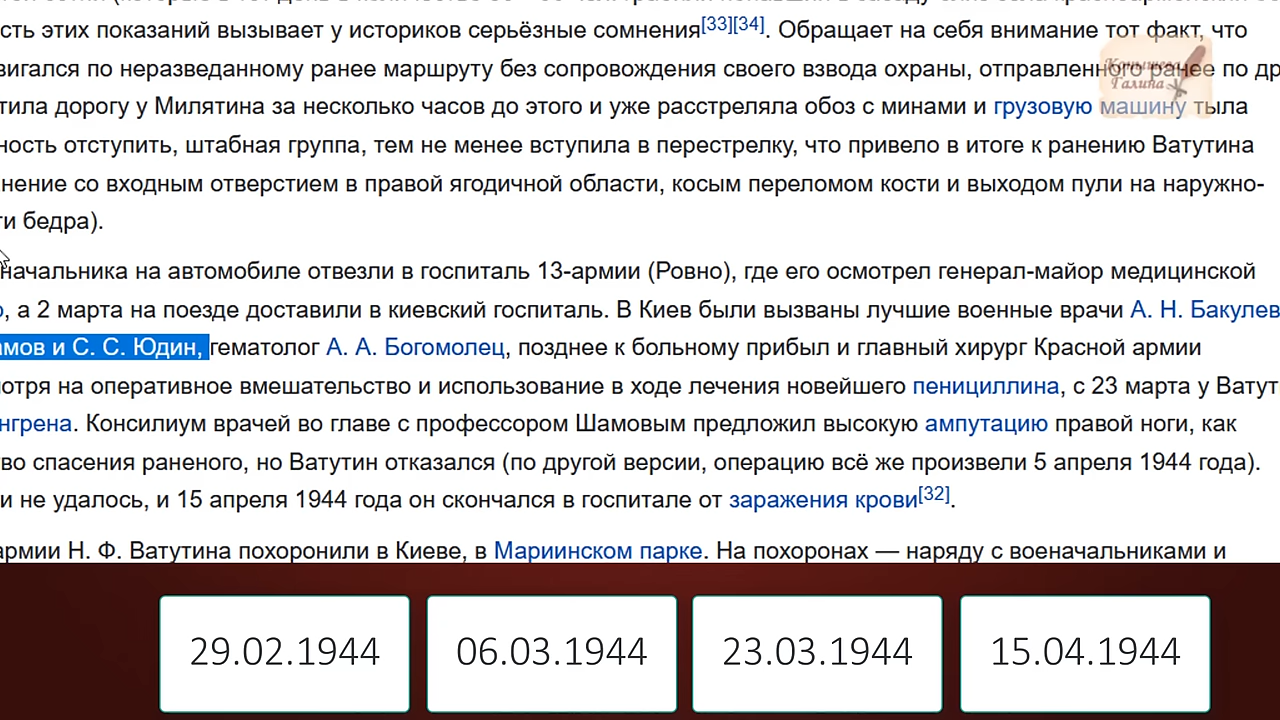 сть этих показаний вызывает у историков серьёзные сомнения[33][34]. Обращает на себя внимание тот факт, что
вигался по неразведанному ранее маршруту без сопровождения своего взвода охраны, отправленного ранее по др
тила дорогу у Милятина за несколько часов до этого и уже расстреляла обоз с минами и грузовую машину тыла
ность отступить, штабная группа, тем не менее вступила в перестрелку, что привело в итоге к ранению Ватутина
нение со входным отверстием в правой ягодичной области, косым переломом кости и выходом пули на наружно-
ти бедра).
начальника на автомобиле отвезли в госпиталь 13-армии (Ровно), где его осмотрел генерал-майор медицинской
о, а 2 марта на поезде доставили в киевский госпиталь. В Киев были вызваны лучшие военные врачи А. Н. Бакулев
амов и С. С. Юдин, гематолог А. А. Богомолец, позднее к больному прибыл и главный хирург Красной армии
отря на оперативное вмешательство и использование в ходе лечения новейшего пенициллина, с 23 марта у Ватут
нгрена. Консилиум врачей во главе с профессором Шамовым предложил высокую ампутацию правой ноги, как
во спасения раненого, но Ватутин отказался (по другой версии, операцию всё же произвели 5 апреля 1944 года).
и не удалось, и 15 апреля 1944 года он скончался в госпитале от заражения крови[32].
армии Н. Ф. Ватутина похоронили в Киеве, в Мариинском парке. На похоронах — наряду с военачальниками и
29.02.1944 06.03.1944 23.03.1944 15.04.1944
Конышева
Галина